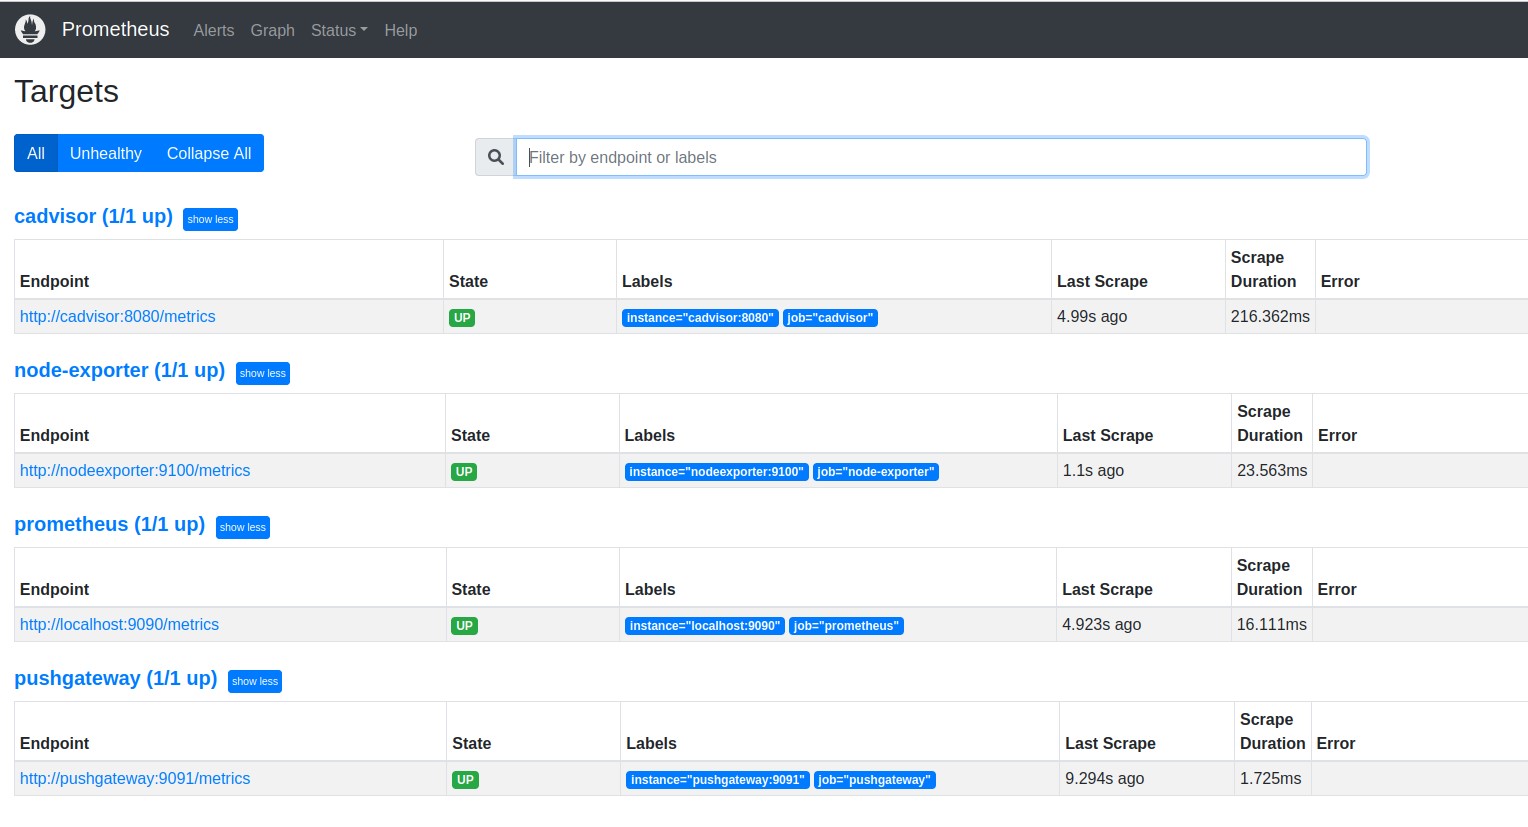 Prometheus Alerts Graph Status Help
Targets
All Unhealthy Collapse All
Filter by endpoint or labels
cadvisor (1/1 up) show less
Endpoint State Labels Last Scrape Scrape Duration Error
http://cadvisor:8080/metrics UP instance="cadvisor:8080" job="cadvisor" 4.99s ago 216.362ms
node-exporter (1/1 up) show less
Endpoint State Labels Last Scrape Scrape Duration Error
http://nodeexporter:9100/metrics UP instance="nodeexporter:9100" job="node-exporter" 1.1s ago 23.563ms
prometheus (1/1 up) show less
Endpoint State Labels Last Scrape Scrape Duration Error
http://localhost:9090/metrics UP instance="localhost:9090" job="prometheus" 4.923s ago 16.111ms
pushgateway (1/1 up) show less
Endpoint State Labels Last Scrape Scrape Duration Error
http://pushgateway:9091/metrics UP instance="pushgateway:9091" job="pushgateway" 9.294s ago 1.725ms